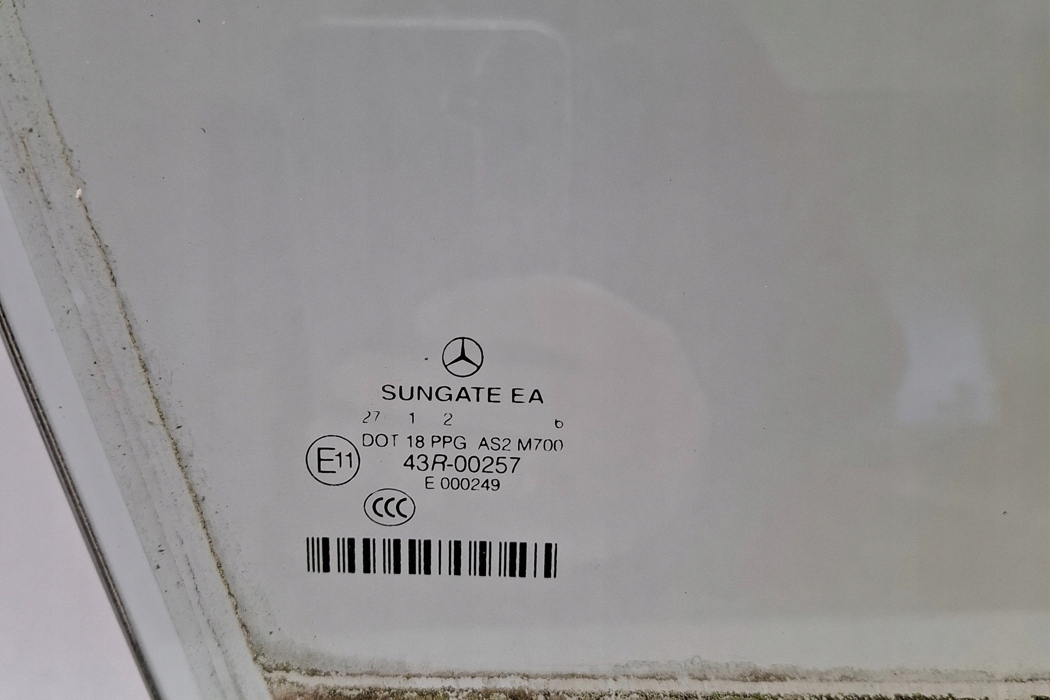 SUNGATE EA
27 1 2 6
DOT 18 PPG AS2 M700
E11
43R-00257
E 000249
CCC